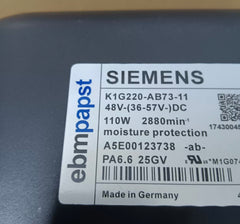 ebmpapst
SIEMENS
K1G220-AB73-11
48V-(36-57V-)DC
110W 2880min⁻¹
moisture protection
A5E00123738 -ab-
PA6.6 25GV
Made in Germany